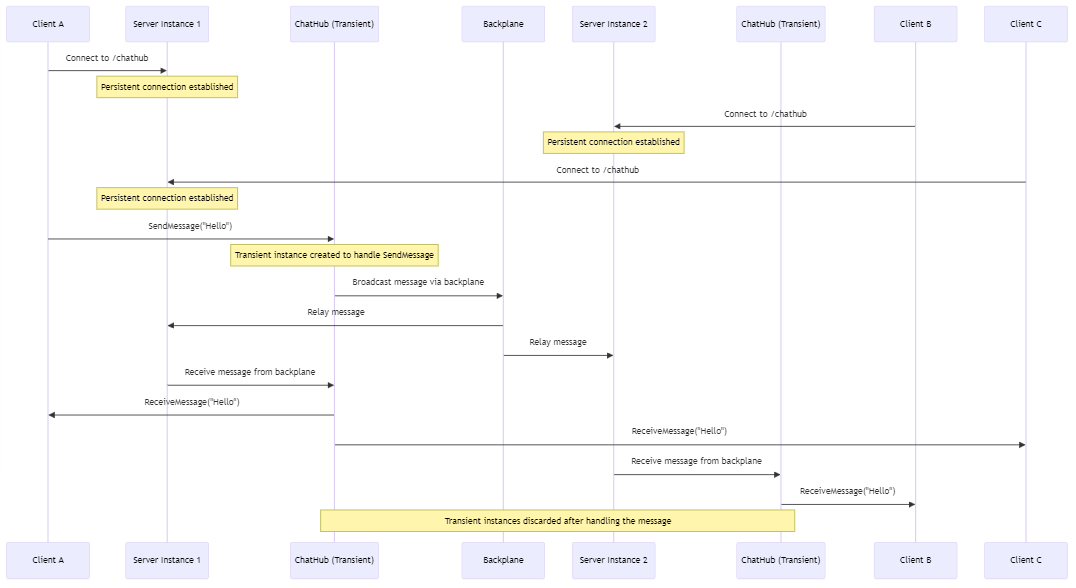 Client A
Server Instance 1
ChatHub (Transient)
Backplane
Server Instance 2
ChatHub (Transient)
Client B
Client C
Connect to /chathub
Persistent connection established
Connect to /chathub
Persistent connection established
Connect to /chathub
Persistent connection established
SendMessage("Hello")
Transient instance created to handle SendMessage
Broadcast message via backplane
Relay message
Relay message
Receive message from backplane
ReceiveMessage("Hello")
ReceiveMessage("Hello")
Receive message from backplane
ReceiveMessage("Hello")
Transient instances discarded after handling the message
Client A
Server Instance 1
ChatHub (Transient)
Backplane
Server Instance 2
ChatHub (Transient)
Client B
Client C